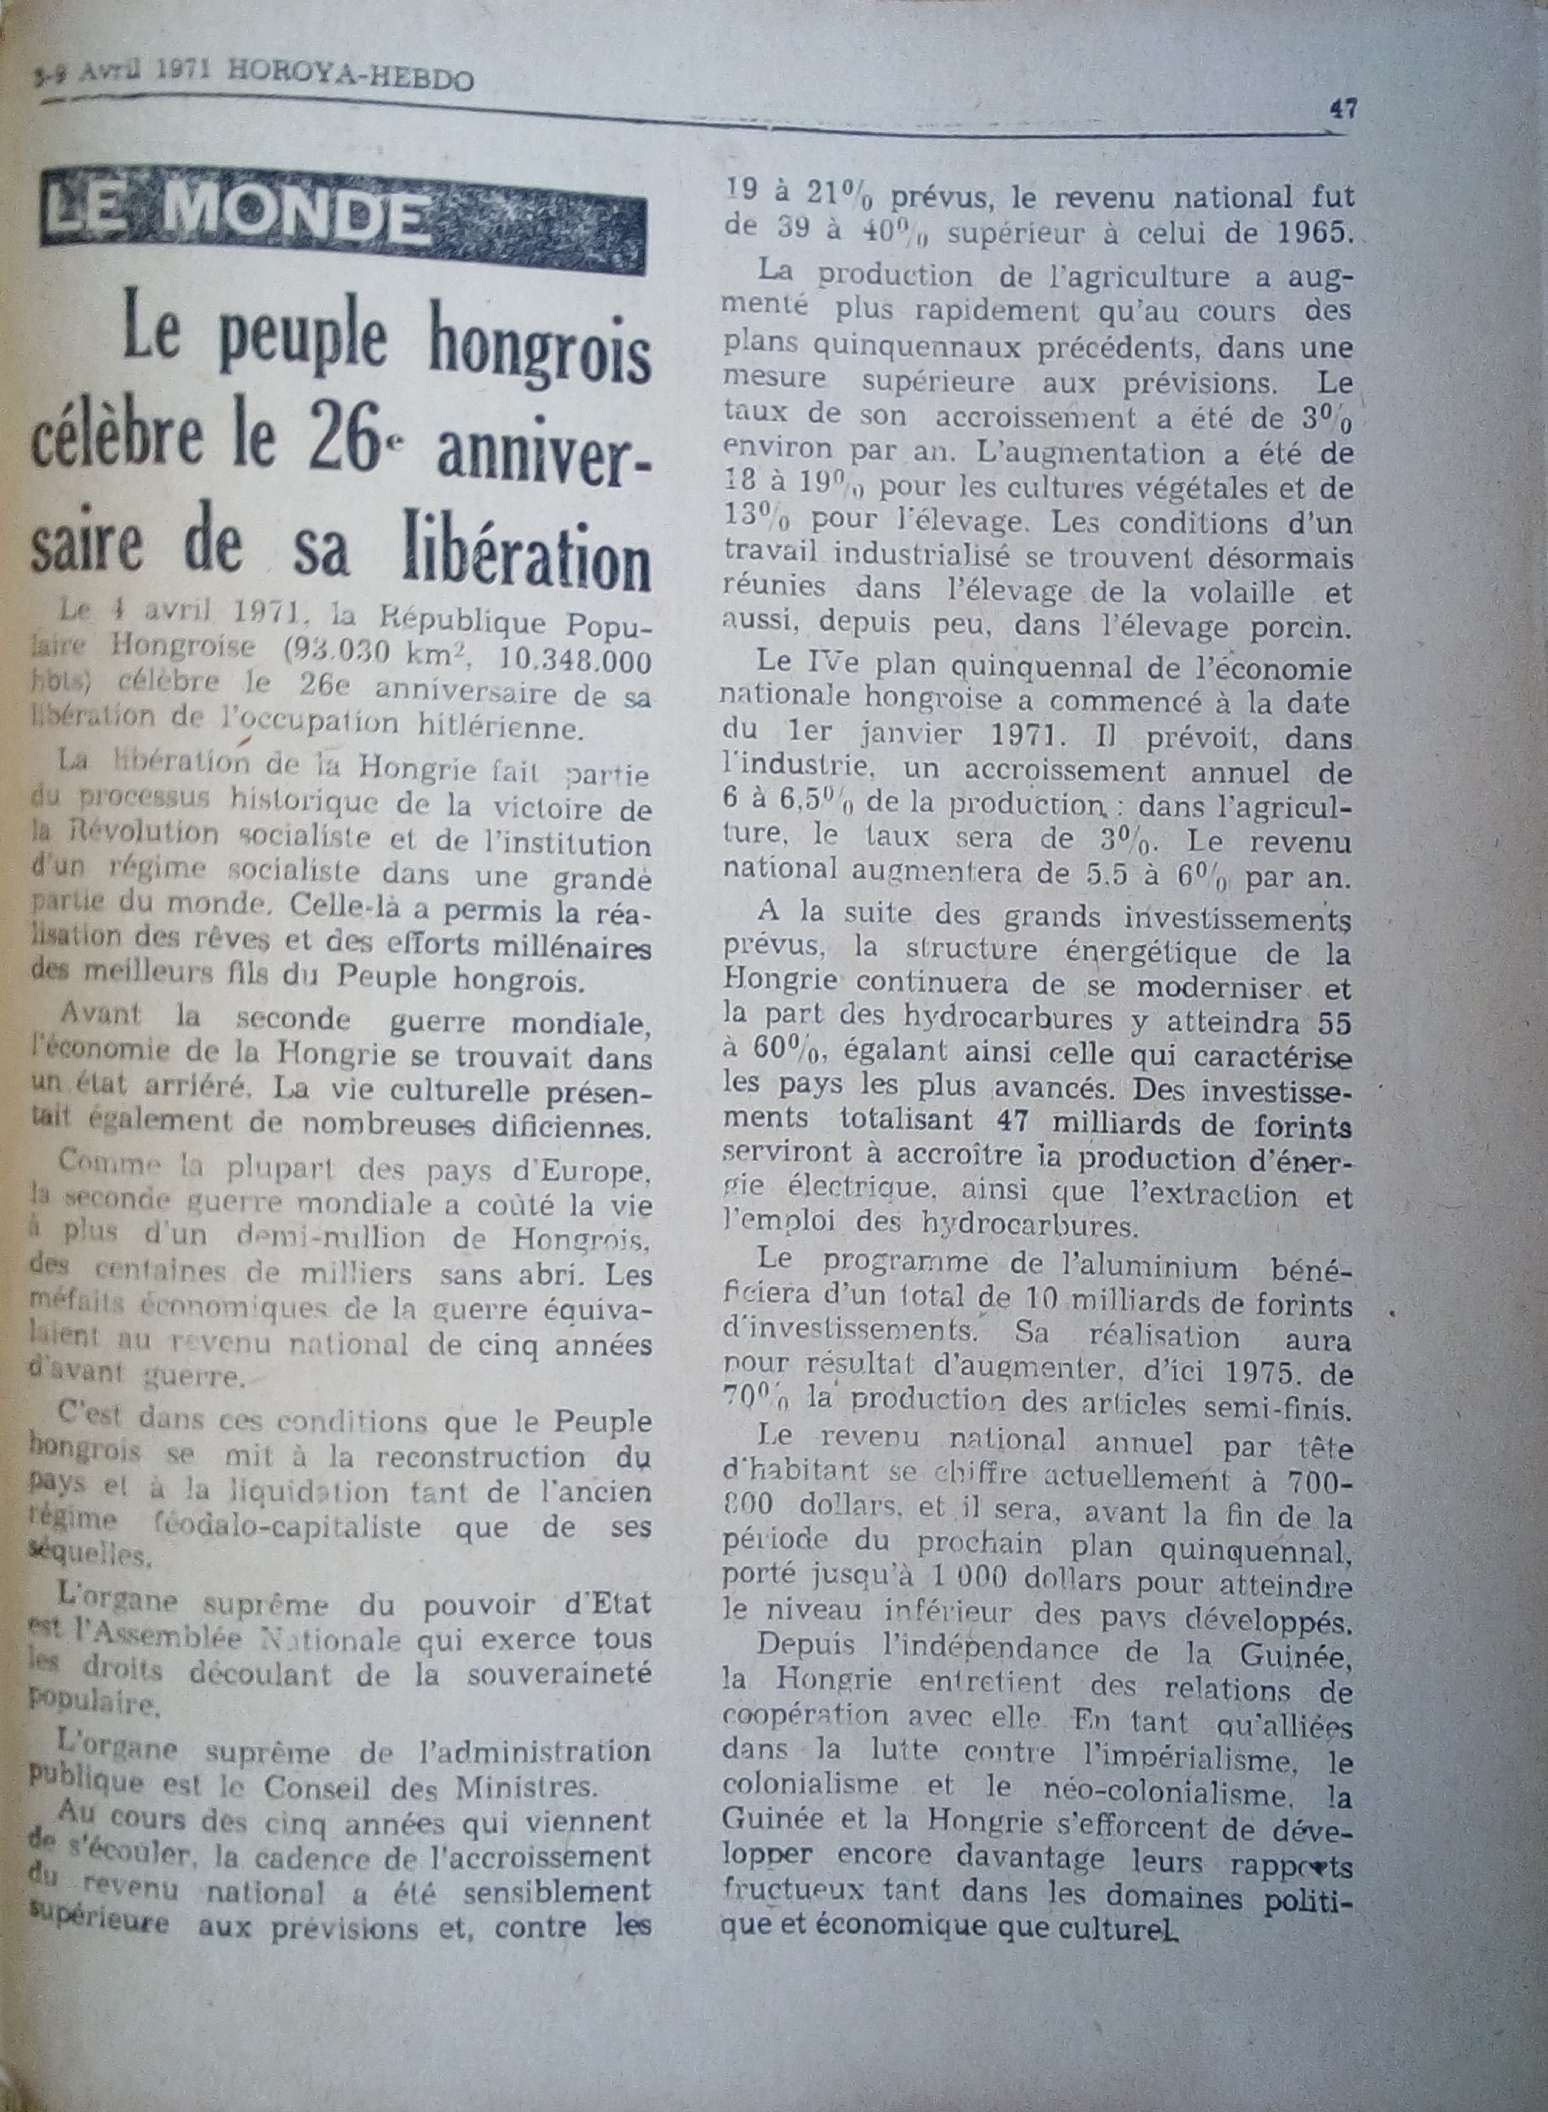 3-9 Avril 1971 HOROYA-HEBDO
47
LE MONDE
Le peuple hongrois
célèbre le 26e anniver-
saire de sa libération
Le 4 avril 1971, la République Popu-
laire Hongroise (93.030 km², 10.348.000
hbts) célèbre le 26e anniversaire de sa
libération de l'occupation hitlérienne.
La libération de la Hongrie fait partie
du processus historique de la victoire de
la Révolution socialiste et de l'institution
d'un régime socialiste dans une grande
partie du monde. Celle-là a permis la réa-
lisation des rêves et des efforts millénaires
des meilleurs fils du Peuple hongrois.
Avant la seconde guerre mondiale,
l'économie de la Hongrie se trouvait dans
un état arriéré. La vie culturelle présen-
tait également de nombreuses dificiennes.
Comme la plupart des pays d'Europe,
la seconde guerre mondiale a coûté la vie
à plus d'un demi-million de Hongrois,
des centaines de milliers sans abri. Les
méfaits économiques de la guerre équiva-
laient au revenu national de cinq années
d'avant guerre.
C'est dans ces conditions que le Peuple
hongrois se mit à la reconstruction du
pays et à la liquidation tant de l'ancien
régime féodalo-capitaliste que de ses
séquelles.
L'organe suprême du pouvoir d'Etat
est l'Assemblée Nationale qui exerce tous
les droits découlant de la souveraineté
populaire.
L'organe suprême de l'administration
publique est le Conseil des Ministres.
Au cours des cinq années qui viennent
de s'écouler, la cadence de l'accroissement
du revenu national a été sensiblement
supérieure aux prévisions et, contre les
19 à 21% prévus, le revenu national fut
de 39 à 40% supérieur à celui de 1965.
La production de l'agriculture a aug-
menté plus rapidement qu'au cours des
plans quinquennaux précédents, dans une
mesure supérieure aux prévisions. Le
taux de son accroissement a été de 3%
environ par an. L'augmentation a été de
18 à 19% pour les cultures végétales et de
13% pour l'élevage. Les conditions d'un
travail industrialisé se trouvent désormais
réunies dans l'élevage de la volaille et
aussi, depuis peu, dans l'élevage porcin.
Le IVe plan quinquennal de l'économie
nationale hongroise a commencé à la date
du 1er janvier 1971. Il prévoit, dans
l'industrie, un accroissement annuel de
6 à 6,5% de la production ; dans l'agricul-
ture, le taux sera de 3%. Le revenu
national augmentera de 5,5 à 6% par an.
A la suite des grands investissements
prévus, la structure énergétique de la
Hongrie continuera de se moderniser et
la part des hydrocarbures y atteindra 55
à 60%, égalant ainsi celle qui caractérise
les pays les plus avancés. Des investisse-
ments totalisant 47 milliards de forints
serviront à accroître la production d'éner-
gie électrique, ainsi que l'extraction et
l'emploi des hydrocarbures.
Le programme de l'aluminium béné-
ficiera d'un total de 10 milliards de forints
d'investissements. Sa réalisation aura
pour résultat d'augmenter, d'ici 1975, de
70% la production des articles semi-finis.
Le revenu national annuel par tête
d'habitant se chiffre actuellement à 700-
800 dollars, et il sera, avant la fin de la
période du prochain plan quinquennal,
porté jusqu'à 1 000 dollars pour atteindre
le niveau inférieur des pays développés.
Depuis l'indépendance de la Guinée,
la Hongrie entretient des relations de
coopération avec elle. En tant qu'alliées
dans la lutte contre l'impérialisme, le
colonialisme et le néo-colonialisme, la
Guinée et la Hongrie s'efforcent de déve-
lopper encore davantage leurs rapports
fructueux tant dans les domaines politi-
que et économique que culturel.